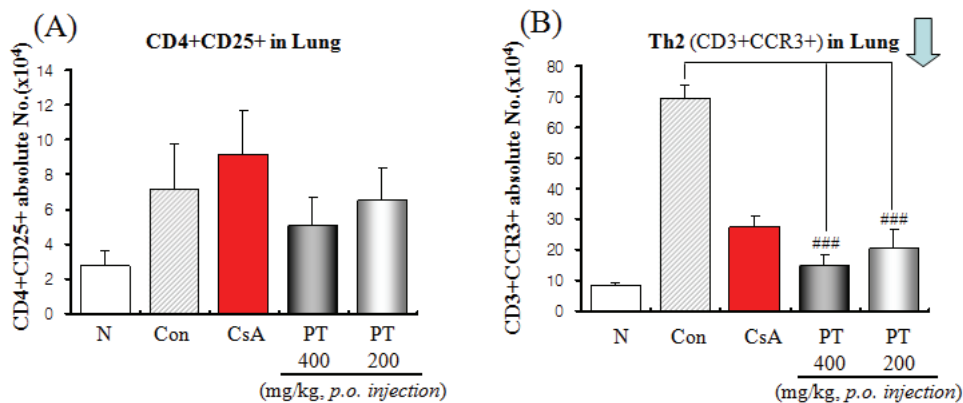 (A)
CD4+CD25+ in Lung
CD4+CD25+ absolute No.(x10⁴)
14
12
10
8
6
4
2
0
N Con CsA PT PT
400 200
(mg/kg, p.o. injection)
(B)
Th2 (CD3+CCR3+) in Lung
CD3+CCR3+ absolute No.(x10⁴)
80
70
60
50
40
30
20
10
0
###
###
N Con CsA PT PT
400 200
(mg/kg, p.o. injection)